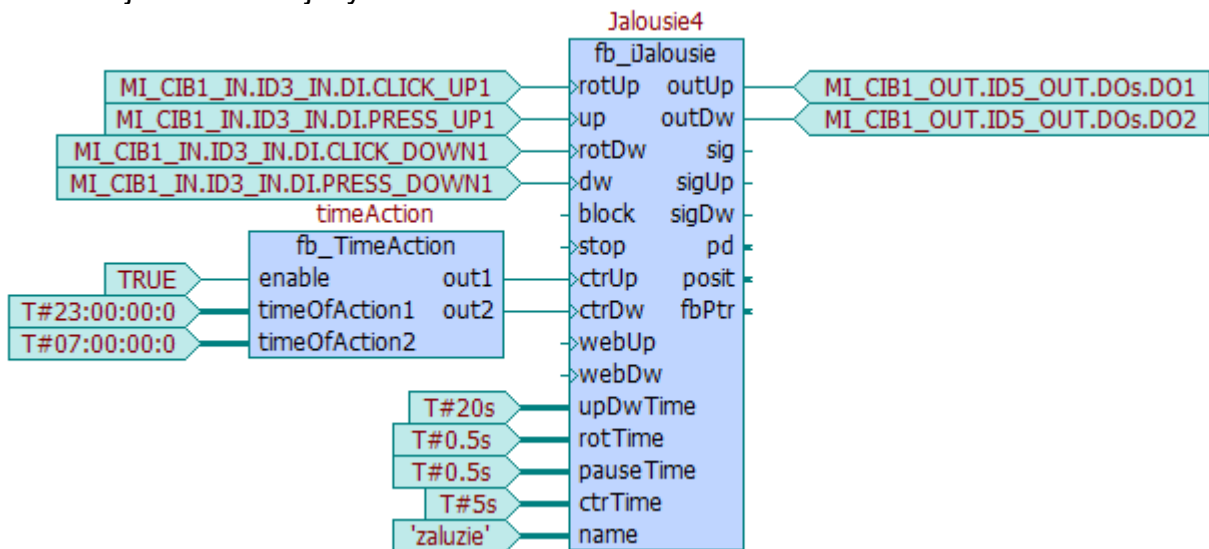 Jalousie4
fb_iJalousie
MI_CIB1_IN.ID3_IN.DI.CLICK_UP1 rotUp outUp MI_CIB1_OUT.ID5_OUT.DOs.DO1
MI_CIB1_IN.ID3_IN.DI.PRESS_UP1 up outDw MI_CIB1_OUT.ID5_OUT.DOs.DO2
MI_CIB1_IN.ID3_IN.DI.CLICK_DOWN1 rotDw sig
MI_CIB1_IN.ID3_IN.DI.PRESS_DOWN1 dw sigUp
timeAction block sigDw
fb_TimeAction stop pd
TRUE enable out1 ctrUp posit
T#23:00:00:0 timeOfAction1 out2 ctrDw fbPtr
T#07:00:00:0 timeOfAction2 webUp
webDw
T#20s upDwTime
T#0.5s rotTime
T#0.5s pauseTime
T#5s ctrTime
'zaluzie' name